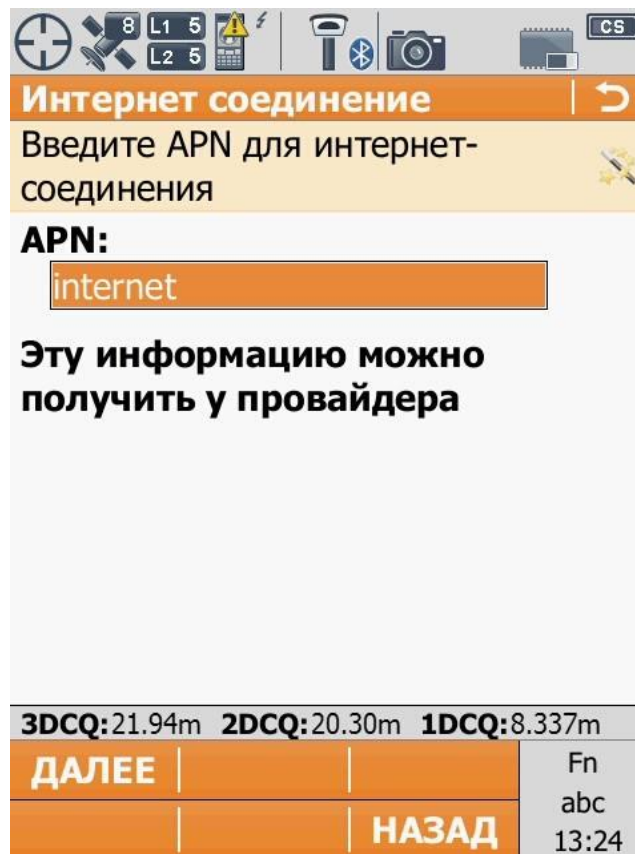 8 L1 5 CS
L2 5
Интернет соединение
Введите APN для интернет-
соединения
APN:
internet
Эту информацию можно
получить у провайдера
3DCQ:21.94m 2DCQ:20.30m 1DCQ:8.337m
ДАЛЕЕ Fn
abc
НАЗАД 13:24